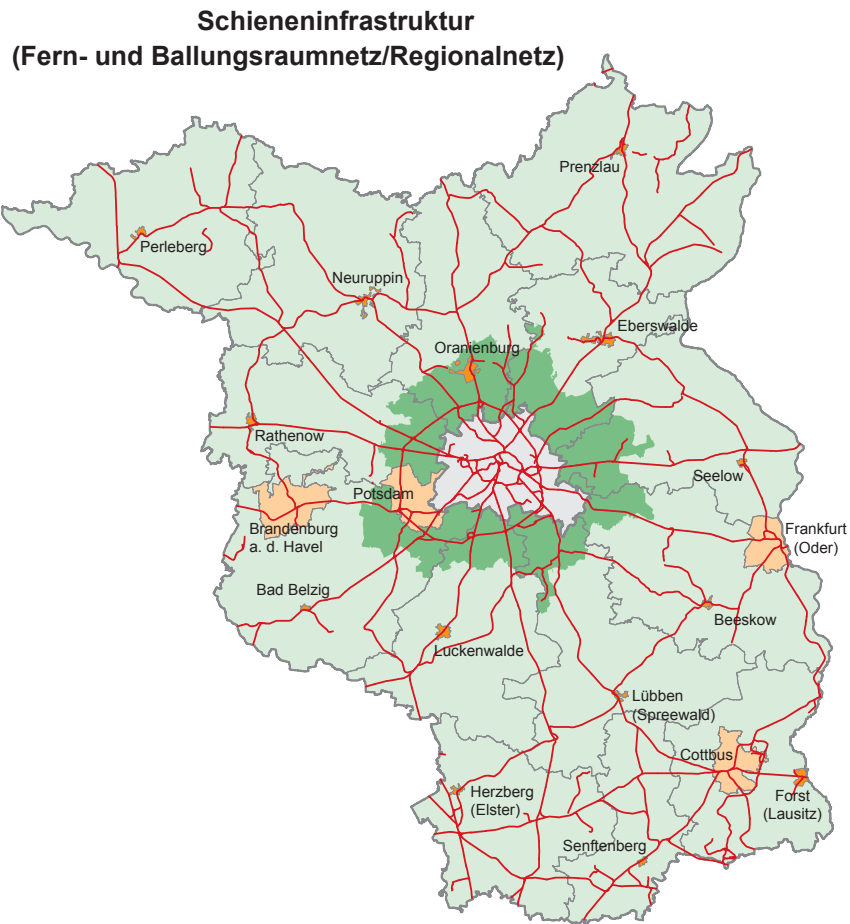 Schieneninfrastruktur
(Fern- und Ballungsraumnetz/Regionalnetz)
Prenzlau
Perleberg
Neuruppin
Eberswalde
Oranienburg
Rathenow
Seelow
Potsdam
Brandenburg
a. d. Havel
Frankfurt
(Oder)
Bad Belzig
Beeskow
Luckenwalde
Lübben
(Spreewald)
Cottbus
Herzberg
(Elster)
Forst
(Lausitz)
Senftenberg